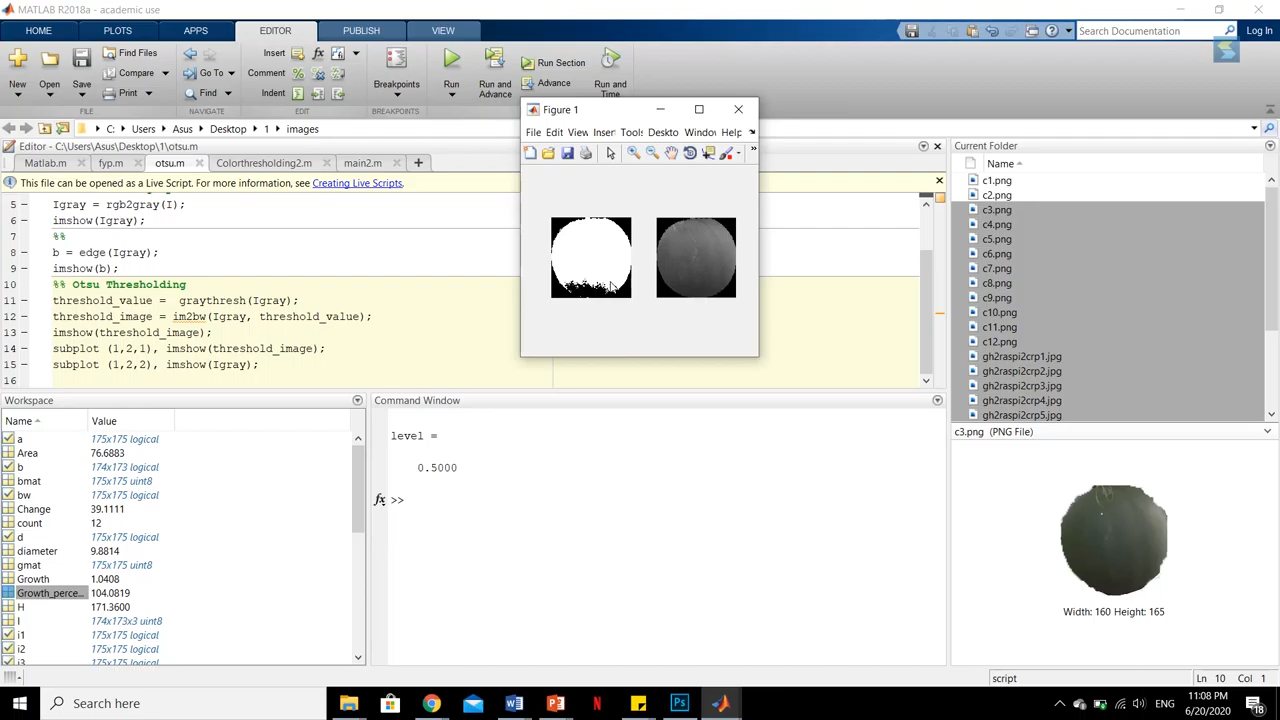 MATLAB R2018a - academic use
HOME PLOTS APPS EDITOR PUBLISH VIEW Search Documentation Log In
New Open Save Find Files Compare Print Go To Find Insert Comment Indent Breakpoints Run Run and Advance Run Section Advance Run and Time
FILE NAVIGATE EDIT BREAKPOINTS RUN
C: Users Asus Desktop 1 images
Editor - C:\Users\Asus\Desktop\1\otsu.m
Matlab.m fyp.m otsu.m Colorthresholding2.m main2.m
This file can be opened as a Live Script. For more information, see Creating Live Scripts.
5 Igray = rgb2gray(I);
6 imshow(Igray);
7 %%
8 b = edge(Igray);
9 imshow(b);
10 %% Otsu Thresholding
11 threshold_value = graythresh(Igray);
12 threshold_image = im2bw(Igray, threshold_value);
13 imshow(threshold_image);
14 subplot (1,2,1), imshow(threshold_image);
15 subplot (1,2,2), imshow(Igray);
16
Figure 1
File Edit View Insert Tools Desktop Window Help
Current Folder
Name
c1.png
c2.png
c3.png
c4.png
c5.png
c6.png
c7.png
c8.png
c9.png
c10.png
c11.png
c12.png
gh2raspi2crp1.jpg
gh2raspi2crp2.jpg
gh2raspi2crp3.jpg
gh2raspi2crp4.jpg
gh2raspi2crp5.jpg
c3.png (PNG File)
Width: 160 Height: 165
Workspace
Name Value
a 175x175 logical
Area 76.6883
b 174x173 logical
bmat 175x175 uint8
bw 175x175 logical
Change 39.1111
count 12
d 175x175 logical
diameter 9.8814
gmat 175x175 uint8
Growth 1.0408
Growth_perce... 104.0819
H 171.3600
I 174x173x3 uint8
i1 175x175 logical
i2 175x175 logical
i3 175x175 logical
Command Window
level =
0.5000
fx >>
script Ln 10 Col 1
Search here
ENG
11:08 PM
6/20/2020
18